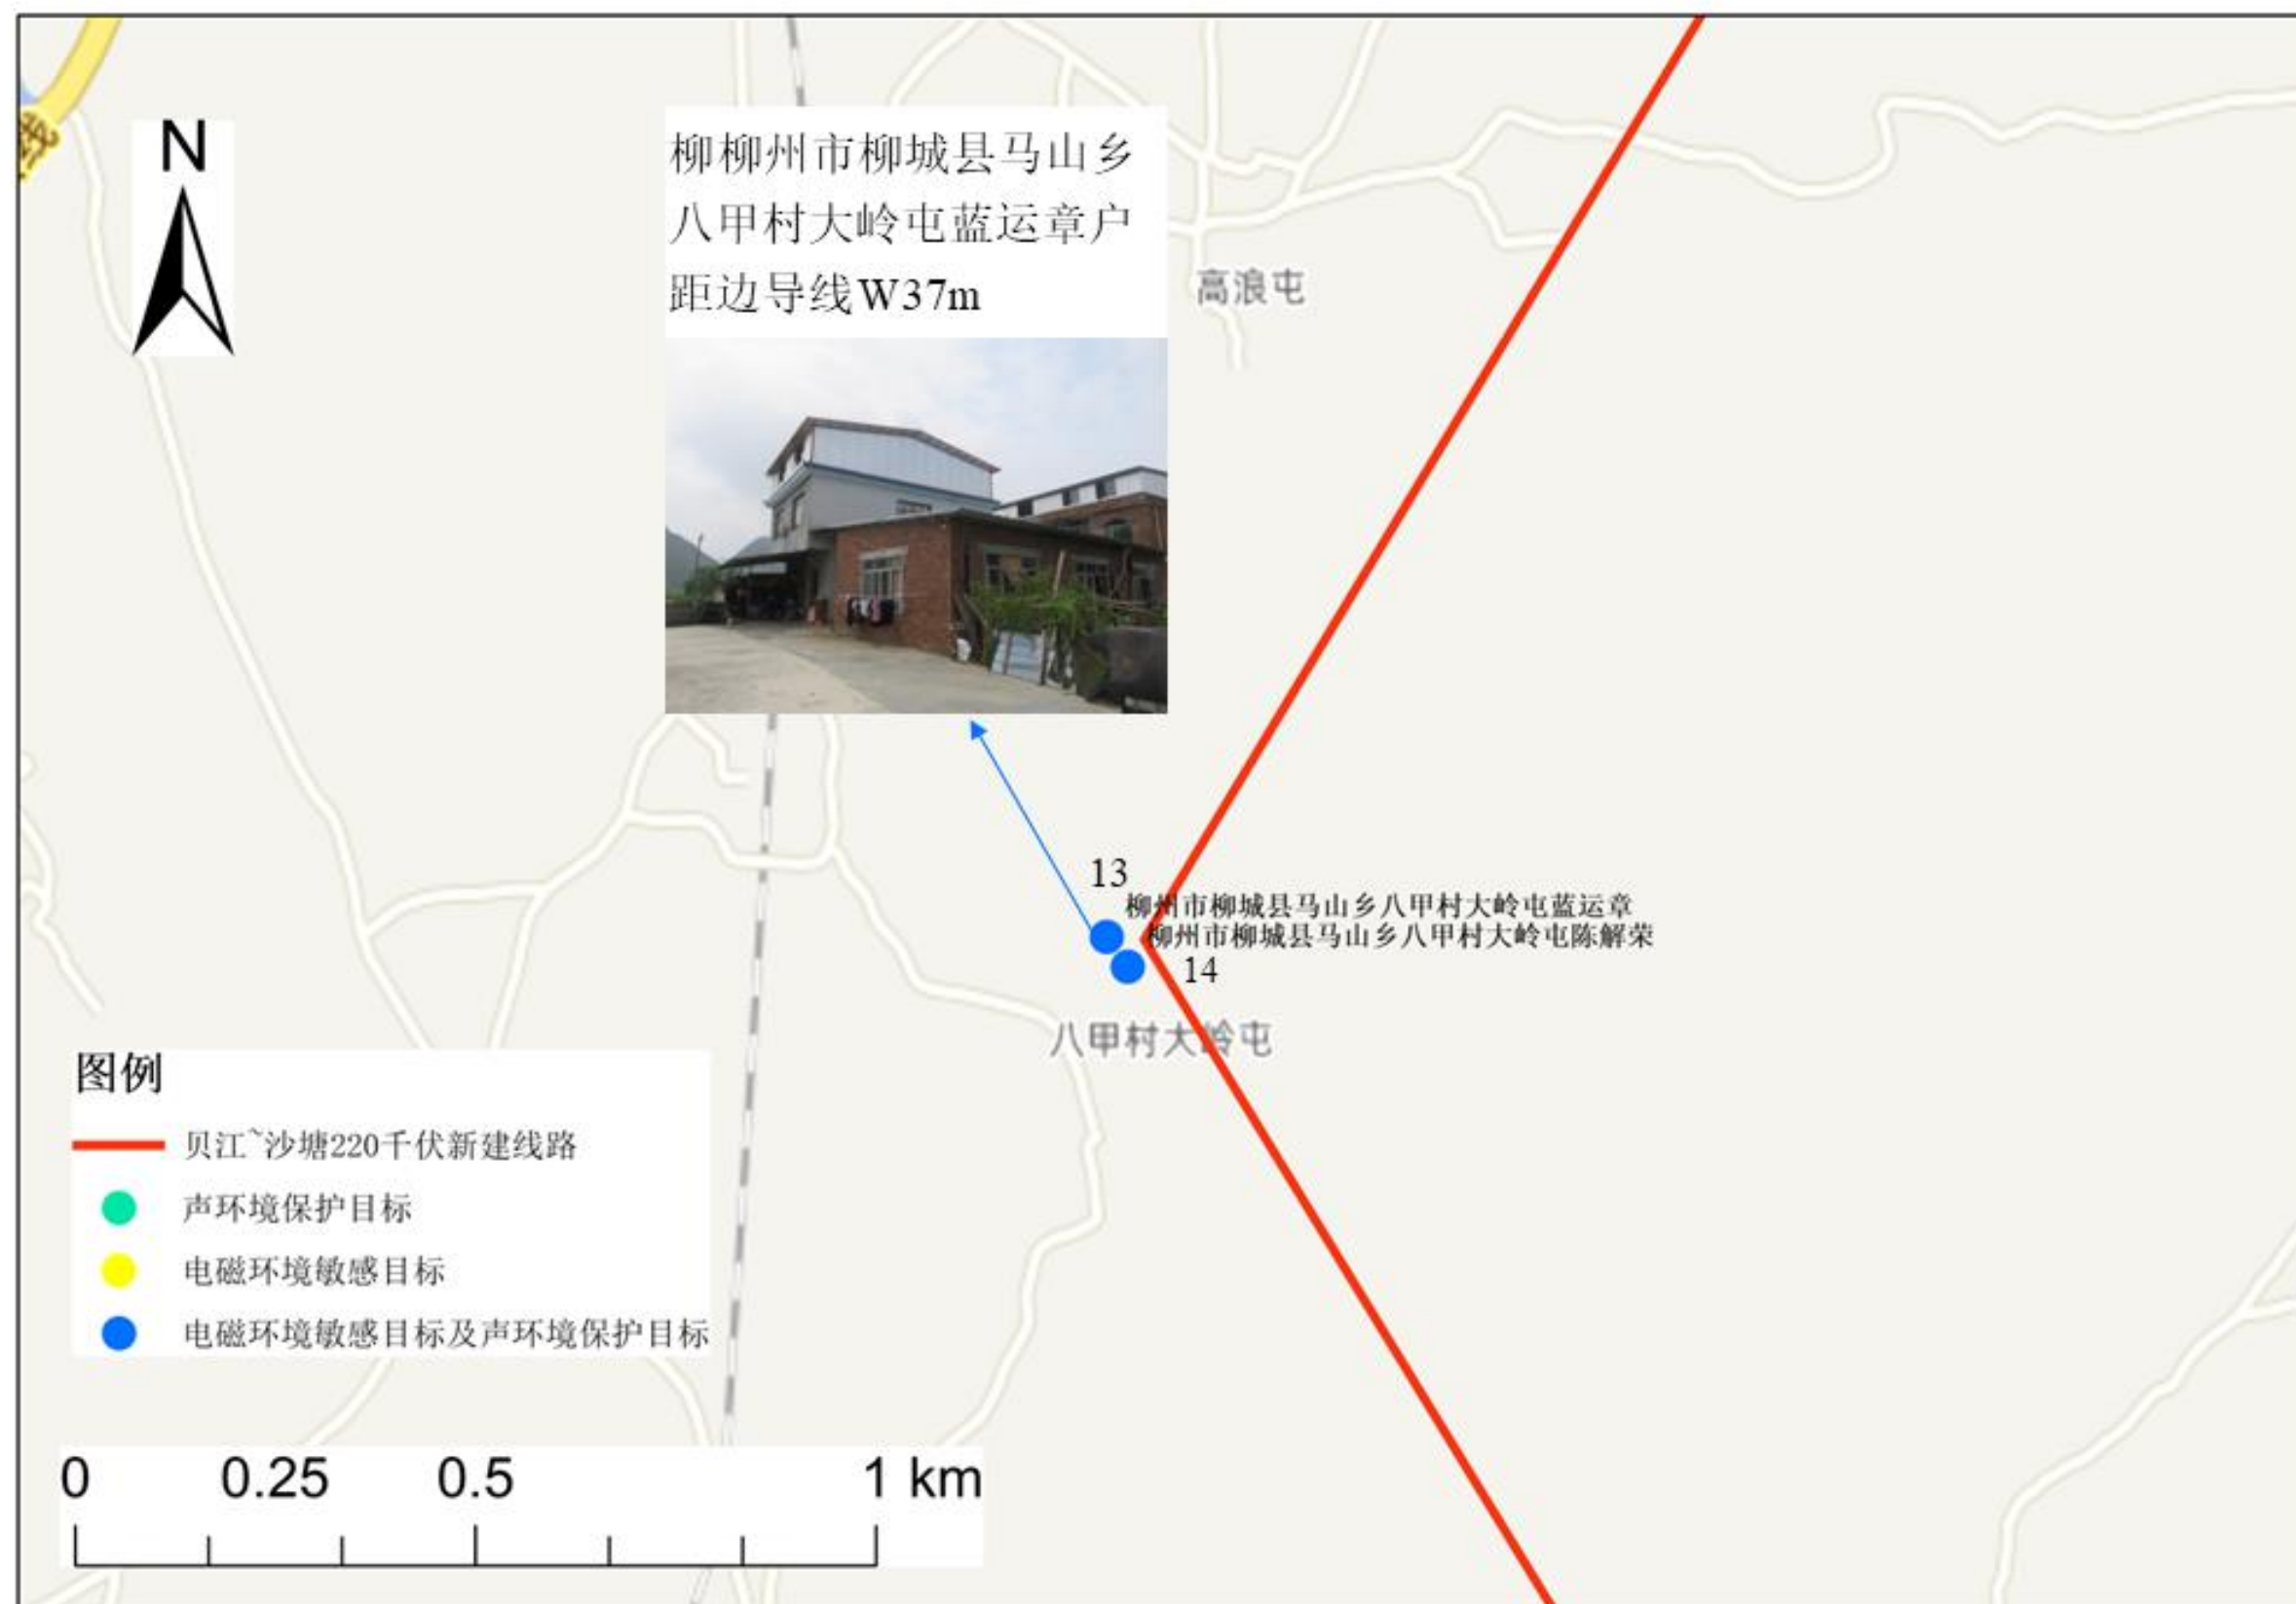 N
柳柳州市柳城县马山乡
八甲村大岭屯蓝运章户
距边导线W37m
高浪屯
13
柳州市柳城县马山乡八甲村大岭屯蓝运章
柳州市柳城县马山乡八甲村大岭屯陈解荣
14
八甲村大岭屯
图例
贝江~沙塘220千伏新建线路
声环境保护目标
电磁环境敏感目标
电磁环境敏感目标及声环境保护目标
0 0.25 0.5 1 km